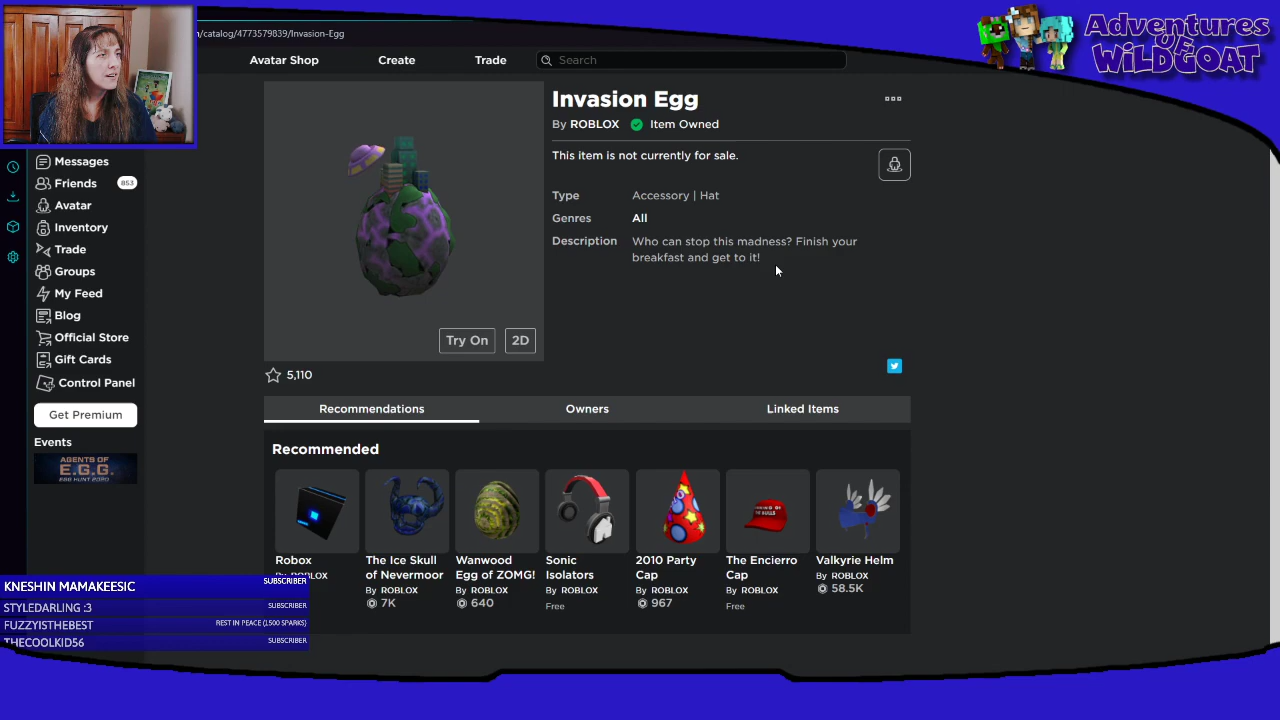 n/catalog/4773579839/Invasion-Egg
Adventures
OF
WILDGOAT
Avatar Shop
Create
Trade
Search
Messages
Friends
853
Avatar
Inventory
Trade
Groups
My Feed
Blog
Official Store
Gift Cards
Control Panel
Get Premium
Events
AGENTS OF
E.G.G.
EGG HUNT 2020
Invasion Egg
By ROBLOX Item Owned
This item is not currently for sale.
Type Accessory | Hat
Genres All
Description Who can stop this madness? Finish your
breakfast and get to it!
Try On
2D
5,110
Recommendations
Owners
Linked Items
Recommended
Robox
By ROBLOX
The Ice Skull
of Nevermoor
By ROBLOX
7K
Wanwood
Egg of ZOMG!
By ROBLOX
640
Sonic
Isolators
By ROBLOX
Free
2010 Party
Cap
By ROBLOX
967
The Encierro
Cap
By ROBLOX
Free
Valkyrie Helm
By ROBLOX
58.5K
KNESHIN MAMAKEESIC SUBSCRIBER
STYLEDARLING :3 SUBSCRIBER
FUZZYISTHEBEST REST IN PEACE (1500 SPARKS)
THECOOLKID56 SUBSCRIBER